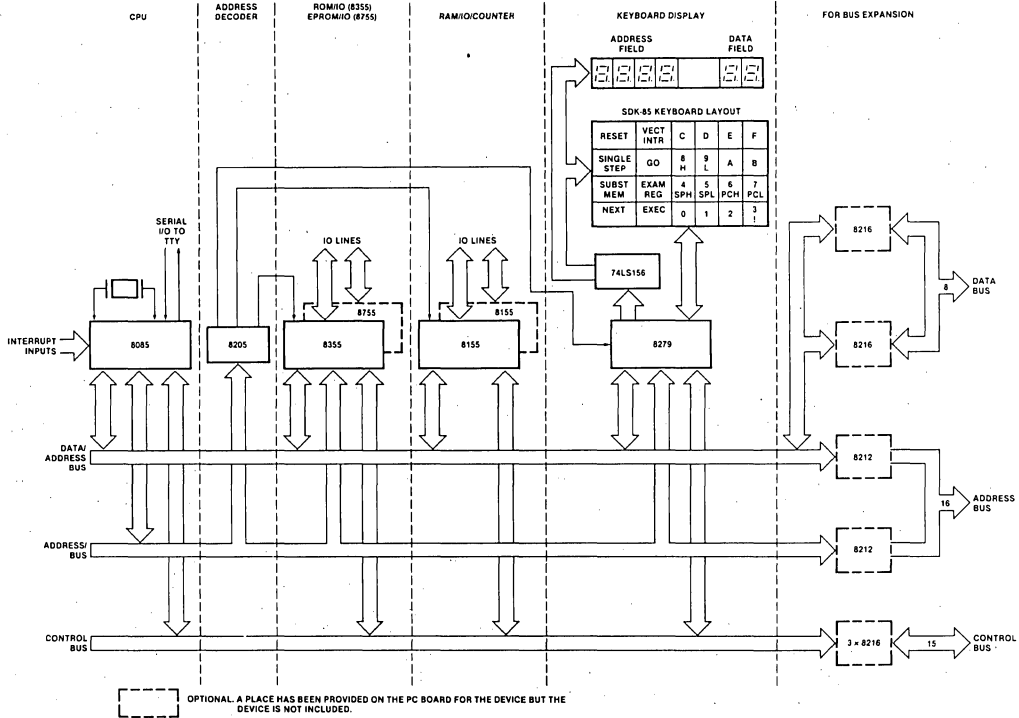 CPU
ADDRESS
DECODER
ROM/IO (8355)
EPROM/IO (8755)
RAM/IO/COUNTER
KEYBOARD DISPLAY
FOR BUS EXPANSION
ADDRESS
FIELD
DATA
FIELD
SDK-85 KEYBOARD LAYOUT
RESET
VECT
INTR
C
D
E
F
SINGLE
STEP
GO
8
H
9
L
A
B
SUBST
MEM
EXAM
REG
4
SPH
5
SPL
6
PCH
7
PCL
NEXT
EXEC
0
1
2
3
!
SERIAL
I/O TO
TTY
IO LINES
IO LINES
74LS156
8755
8155
INTERRUPT
INPUTS
8085
8205
8355
8155
8279
8216
8216
8
DATA
BUS
DATA/
ADDRESS
BUS
8212
16
ADDRESS
BUS
ADDRESS/
BUS
8212
CONTROL
BUS
3 × 8216
15
CONTROL
BUS
OPTIONAL. A PLACE HAS BEEN PROVIDED ON THE PC BOARD FOR THE DEVICE BUT THE
DEVICE IS NOT INCLUDED.